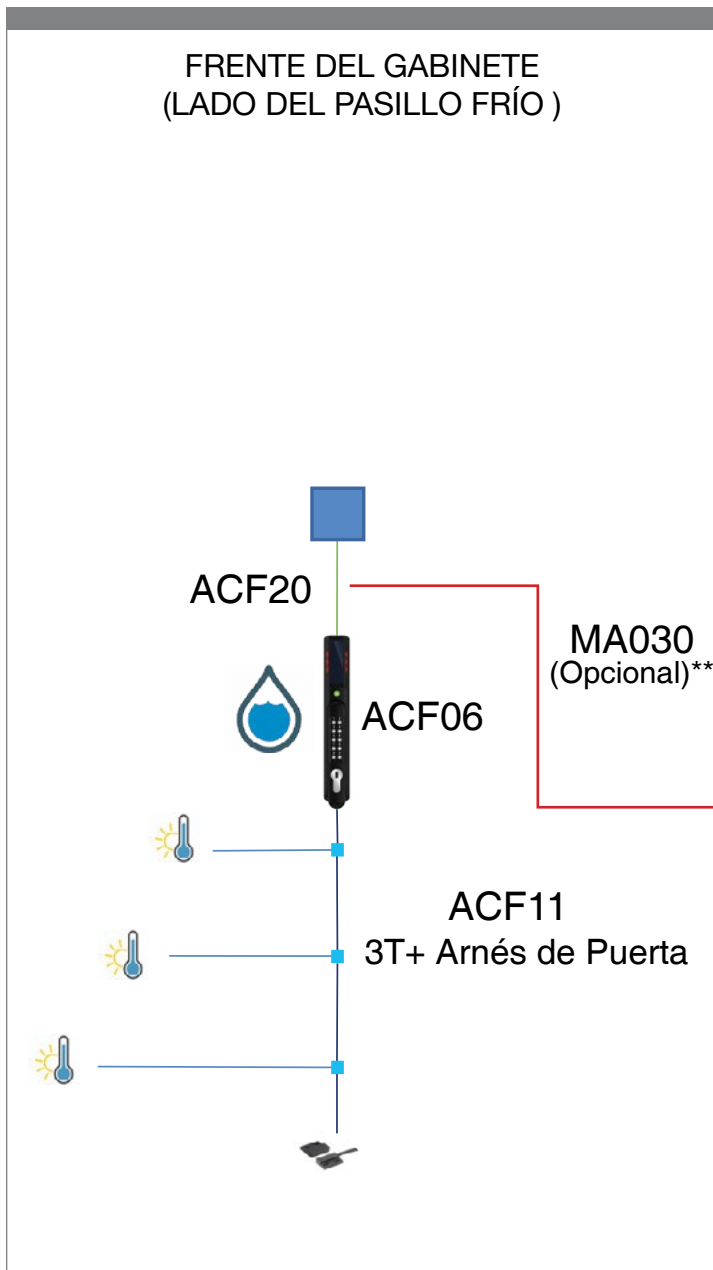 FRENTE DEL GABINETE
(LADO DEL PASILLO FRÍO )
ACF20
MA030
(Opcional)**
ACF06
ACF11
3T+ Arnés de Puerta